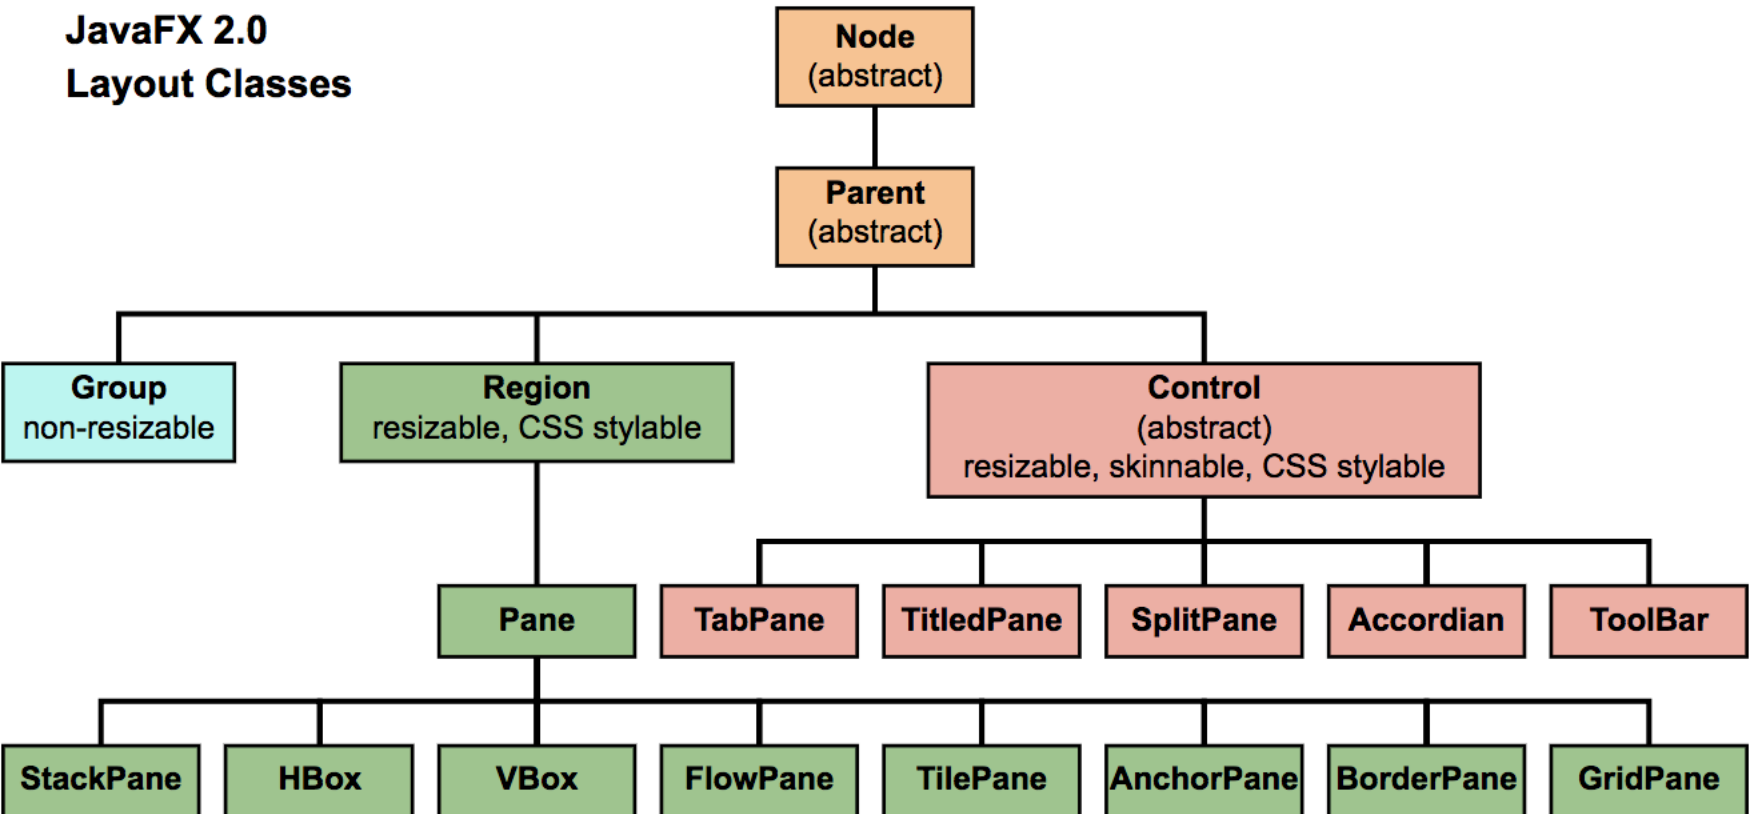 JavaFX 2.0
Layout Classes
Node
(abstract)
Parent
(abstract)
Group
non-resizable
Region
resizable, CSS stylable
Control
(abstract)
resizable, skinnable, CSS stylable
Pane
TabPane
TitledPane
SplitPane
Accordian
ToolBar
StackPane
HBox
VBox
FlowPane
TilePane
AnchorPane
BorderPane
GridPane